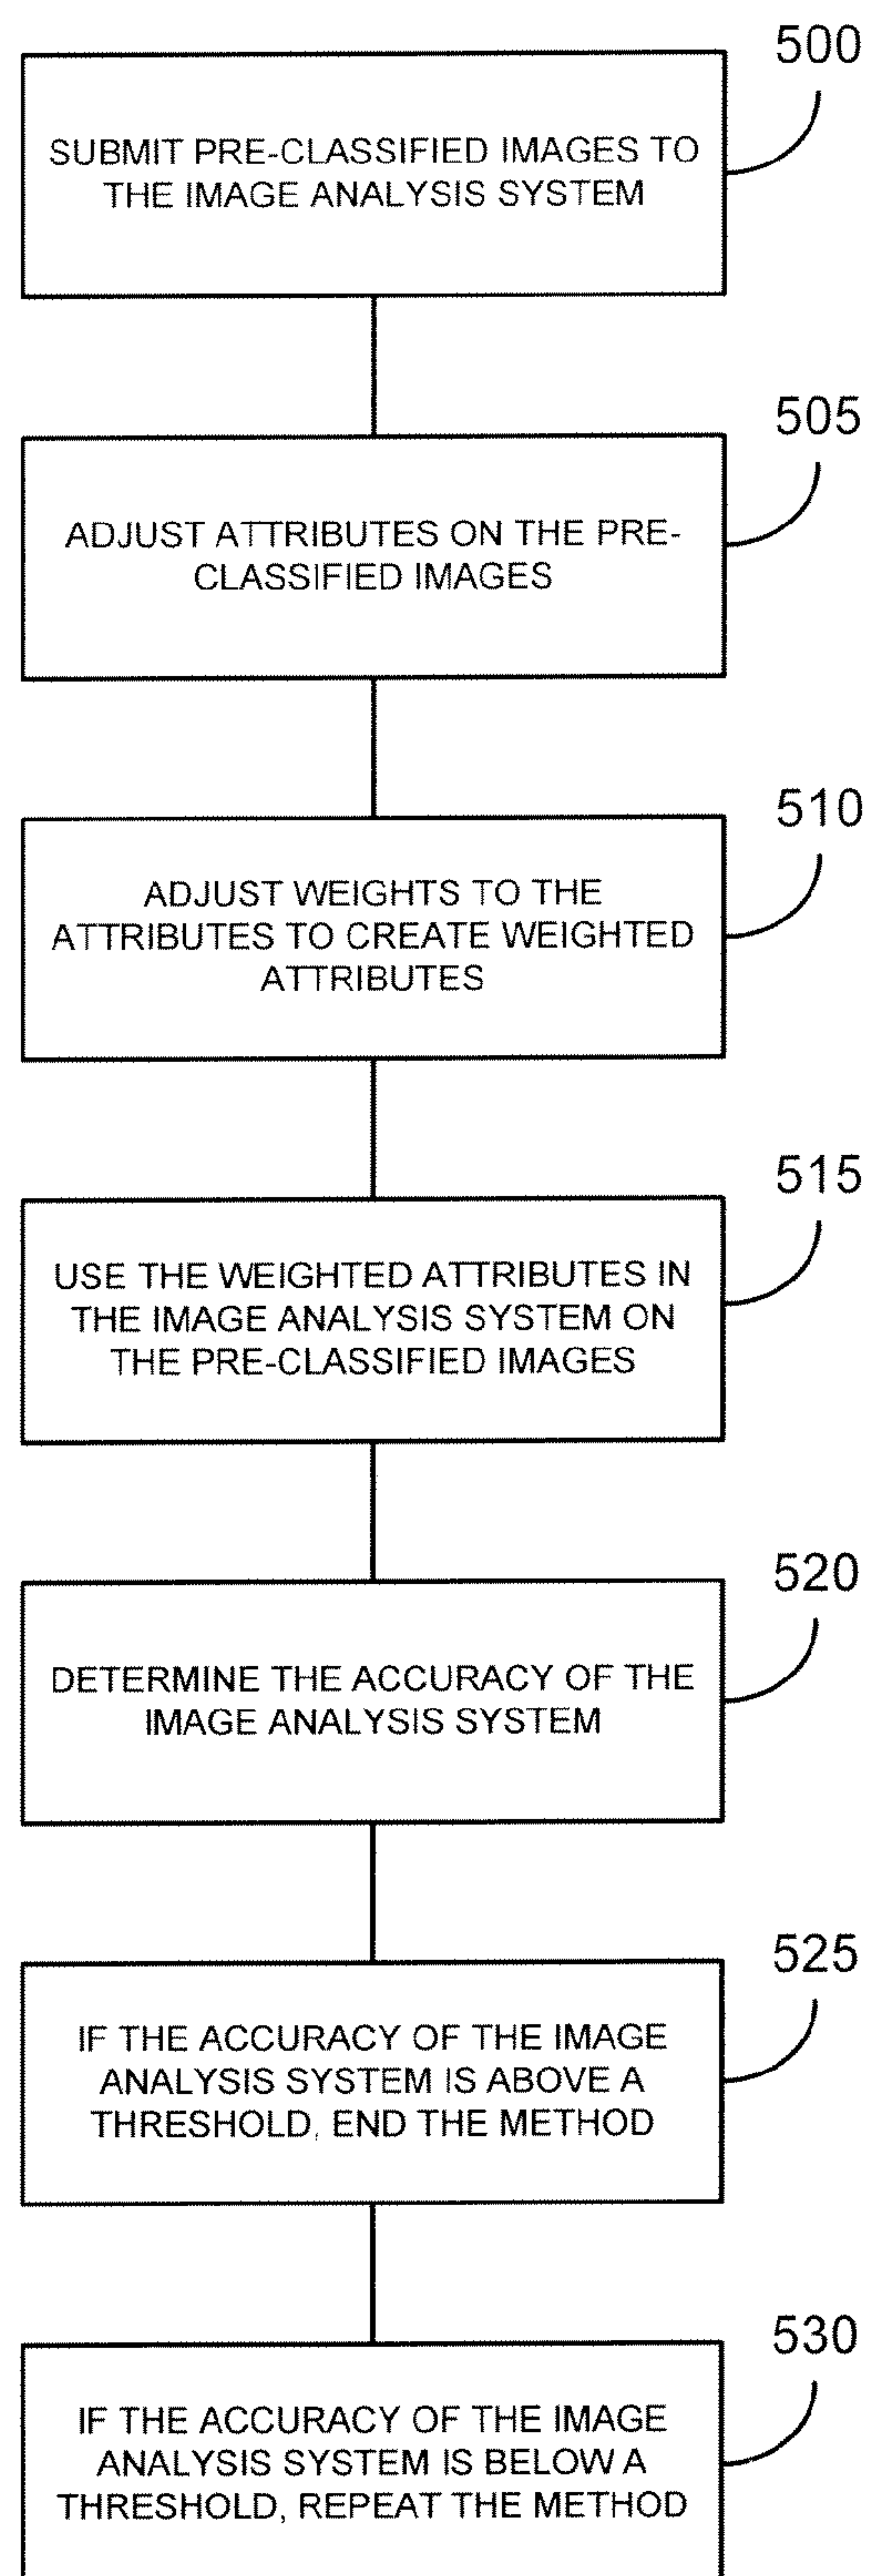 500
SUBMIT PRE-CLASSIFIED IMAGES TO
THE IMAGE ANALYSIS SYSTEM
505
ADJUST ATTRIBUTES ON THE PRE-
CLASSIFIED IMAGES
510
ADJUST WEIGHTS TO THE
ATTRIBUTES TO CREATE WEIGHTED
ATTRIBUTES
515
USE THE WEIGHTED ATTRIBUTES IN
THE IMAGE ANALYSIS SYSTEM ON
THE PRE-CLASSIFIED IMAGES
520
DETERMINE THE ACCURACY OF THE
IMAGE ANALYSIS SYSTEM
525
IF THE ACCURACY OF THE IMAGE
ANALYSIS SYSTEM IS ABOVE A
THRESHOLD, END THE METHOD
530
IF THE ACCURACY OF THE IMAGE
ANALYSIS SYSTEM IS BELOW A
THRESHOLD, REPEAT THE METHOD